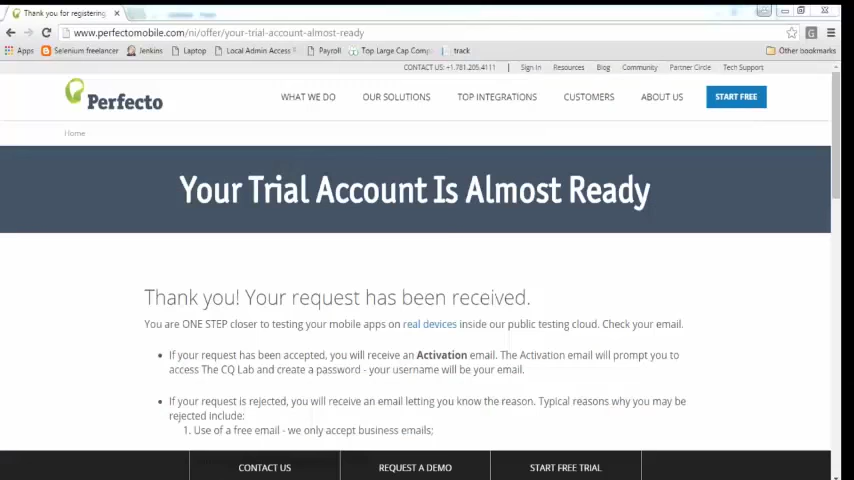 Thank you for registering
www.perfectomobile.com/ni/offer/your-trial-account-almost-ready
Apps Selenium freelancer Jenkins Laptop Local Admin Access Payroll Top Large Cap Comp track Other bookmarks
CONTACT US: +1.781.205.4111 | Sign In Resources Blog Community Partner Circle Tech Support
Perfecto WHAT WE DO OUR SOLUTIONS TOP INTEGRATIONS CUSTOMERS ABOUT US START FREE
Home
Your Trial Account Is Almost Ready
Thank you! Your request has been received.
You are ONE STEP closer to testing your mobile apps on real devices inside our public testing cloud. Check your email.
• If your request has been accepted, you will receive an Activation email. The Activation email will prompt you to
access The CQ Lab and create a password - your username will be your email.
• If your request is rejected, you will receive an email letting you know the reason. Typical reasons why you may be
rejected include:
1. Use of a free email - we only accept business emails;
CONTACT US REQUEST A DEMO START FREE TRIAL